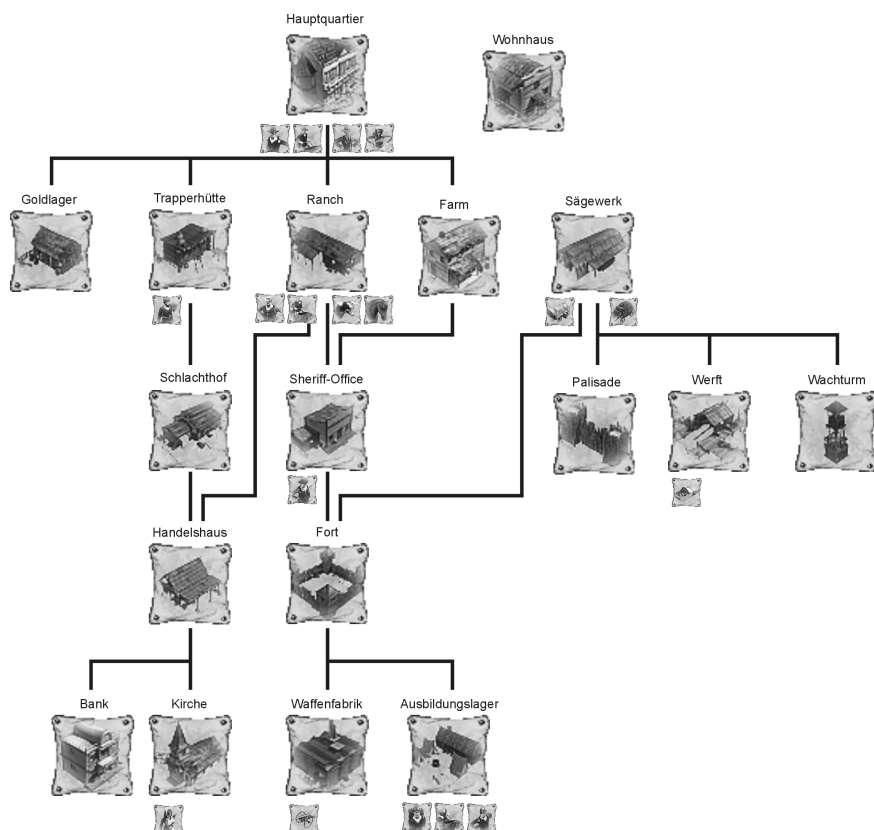 Hauptquartier
Wohnhaus
Goldlager
Trapperhütte
Ranch
Farm
Sägewerk
Schlachthof
Sheriff-Office
Palisade
Werft
Wachturm
Handelshaus
Fort
Bank
Kirche
Waffenfabrik
Ausbildungslager